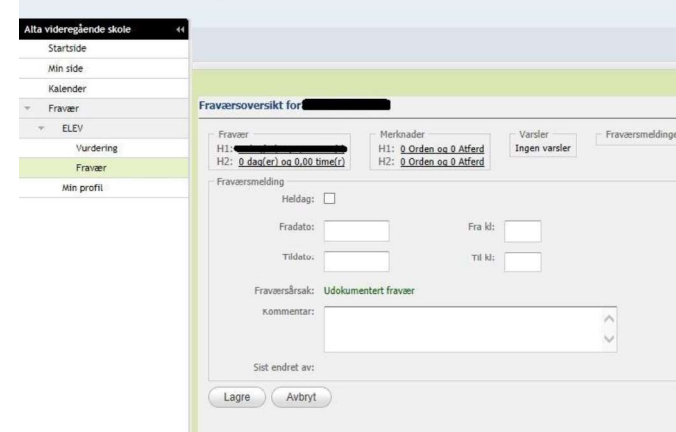 Alta videregående skole
Startside
Min side
Kalender
Fravær
ELEV
Vurdering
Fravær
Min profil
Fraværsoversikt for
Fravær
H1:
H2: 0 dag(er) og 0,00 time(r)
Merknader
H1: 0 Orden og 0 Atferd
H2: 0 Orden og 0 Atferd
Varsler
Ingen varsler
Fraværsmeldinge
Fraværsmelding
Heldag:
Fradato: Fra kl:
Tildato: Til kl:
Fraværsårsak: Udokumentert fravær
Kommentar:
Sist endret av:
Lagre Avbryt